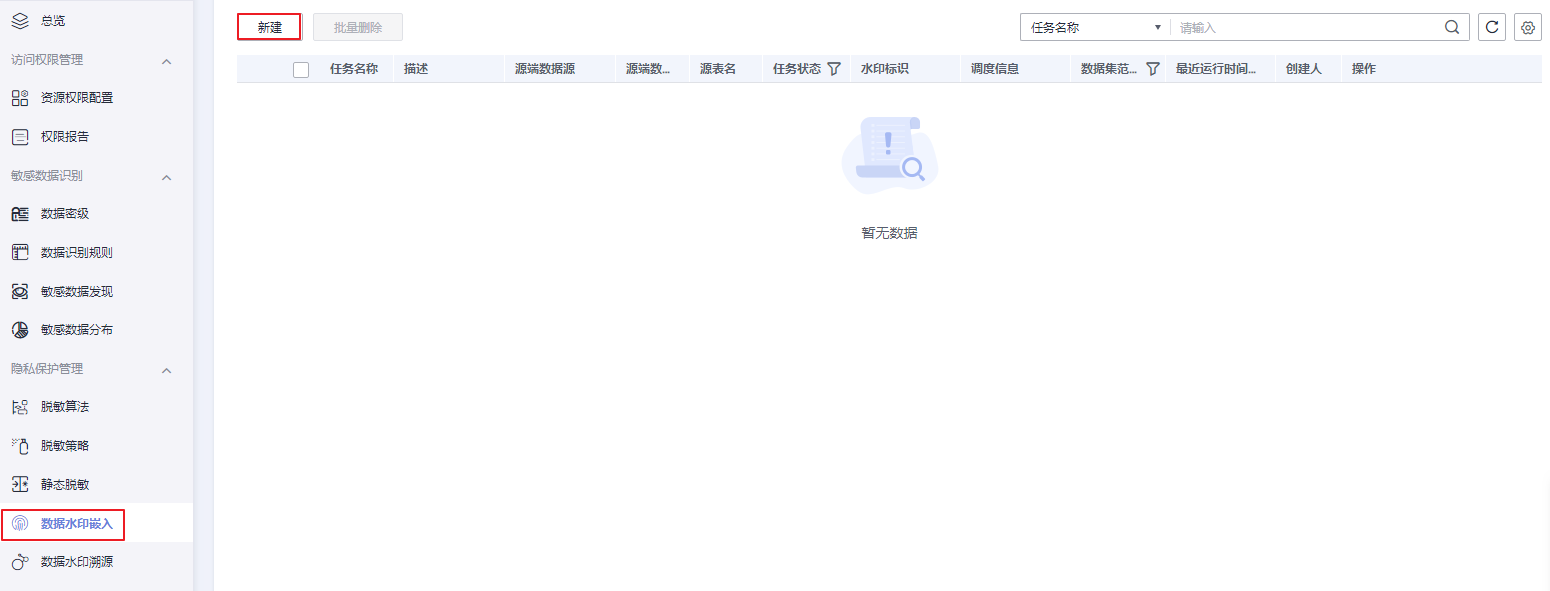 总览
访问权限管理
资源权限配置
权限报告
敏感数据识别
数据密级
数据识别规则
敏感数据发现
敏感数据分布
隐私保护管理
脱敏算法
脱敏策略
静态脱敏
数据水印嵌入
数据水印溯源
新建 批量删除 任务名称 请输入
任务名称 描述 源端数据源 源端数... 源表名 任务状态 水印标识 调度信息 数据集范... 最近运行时间... 创建人 操作
暂无数据